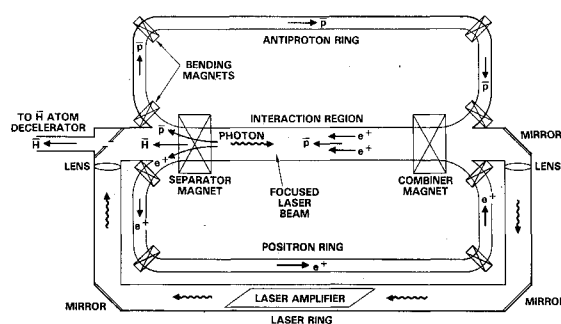 p̅
ANTIPROTON RING
BENDING
MAGNETS
p̅
p̅
TO H̅ ATOM
DECELERATOR
INTERACTION REGION
MIRROR
p̅
PHOTON
e+
H̅
H̅
p̅
e+
LENS
e+
SEPARATOR
MAGNET
FOCUSED
LASER
BEAM
COMBINER
MAGNET
LENS
e+
e+
POSITRON RING
e+
MIRROR
LASER AMPLIFIER
MIRROR
LASER RING